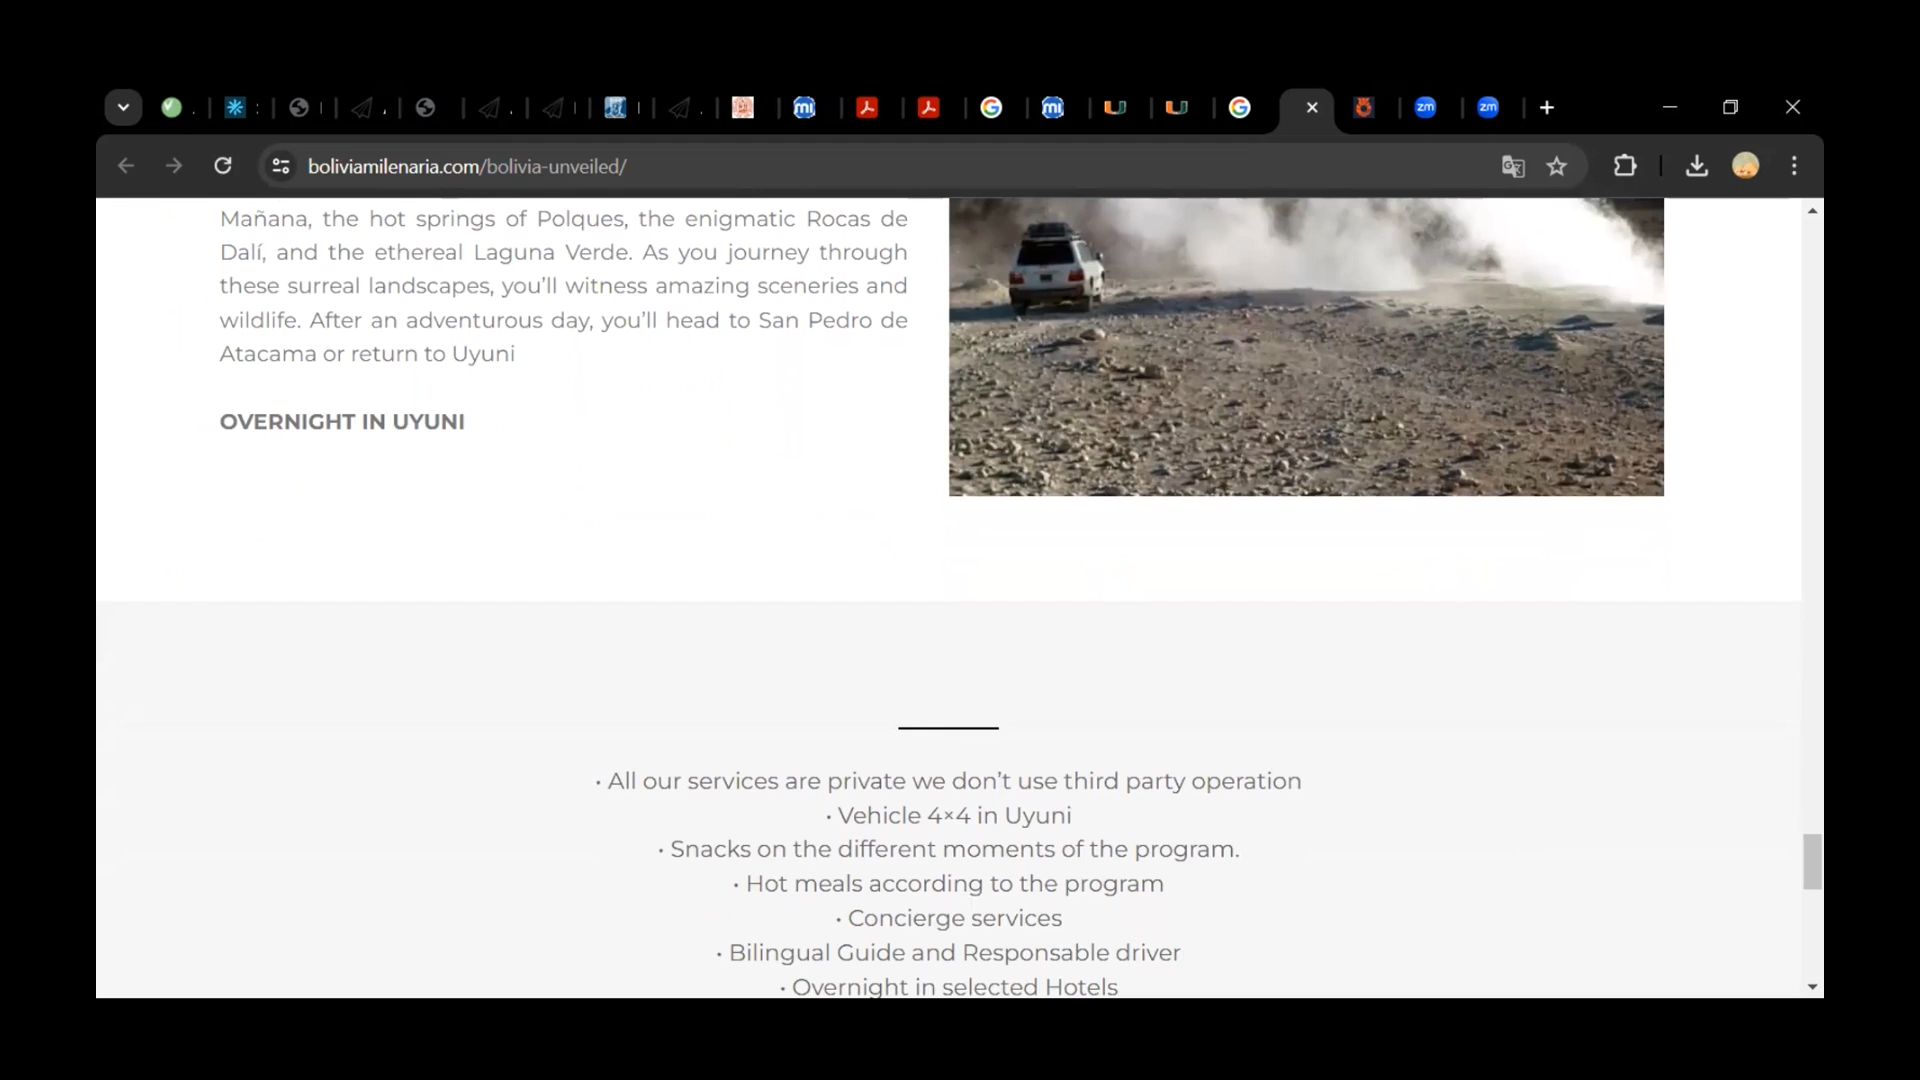 boliviamilenaria.com/bolivia-unveiled/
Mañana, the hot springs of Polques, the enigmatic Rocas de
Dalí, and the ethereal Laguna Verde. As you journey through
these surreal landscapes, you’ll witness amazing sceneries and
wildlife. After an adventurous day, you’ll head to San Pedro de
Atacama or return to Uyuni
OVERNIGHT IN UYUNI
• All our services are private we don’t use third party operation
• Vehicle 4×4 in Uyuni
• Snacks on the different moments of the program.
• Hot meals according to the program
• Concierge services
• Bilingual Guide and Responsable driver
• Overnight in selected Hotels